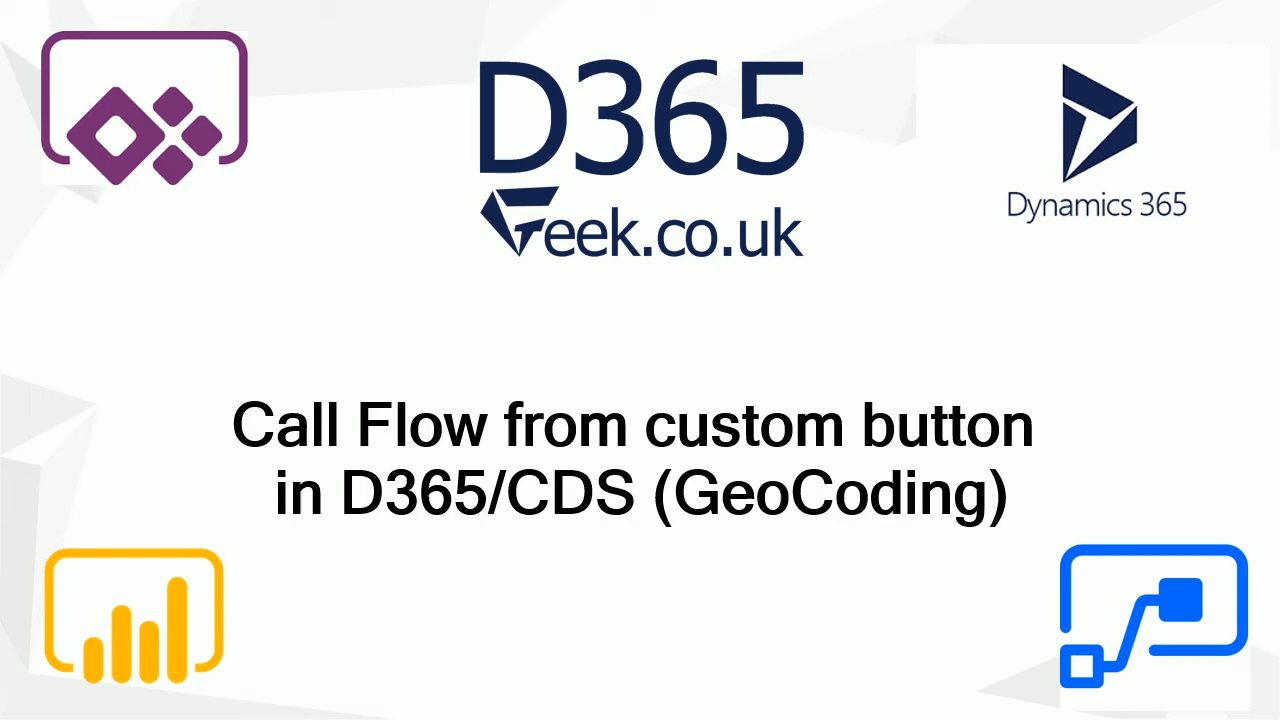 D365
Geek.co.uk
Dynamics 365
Call Flow from custom button
in D365/CDS (GeoCoding)